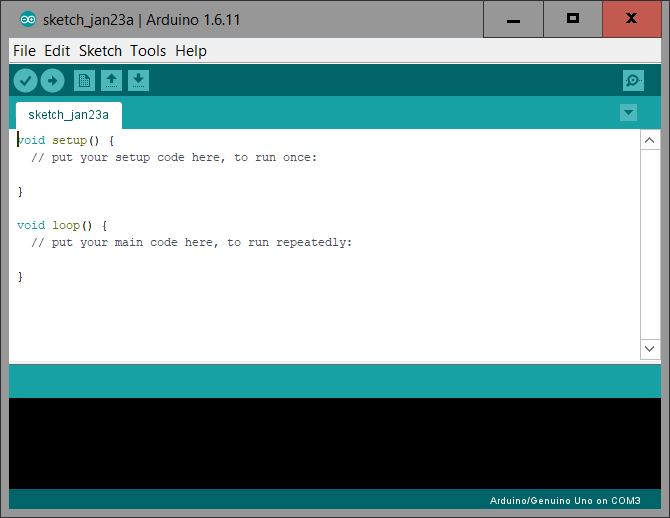 sketch_jan23a | Arduino 1.6.11
File Edit Sketch Tools Help
sketch_jan23a
void setup() {
  // put your setup code here, to run once:
}
void loop() {
  // put your main code here, to run repeatedly:
}
Arduino/Genuino Uno on COM3